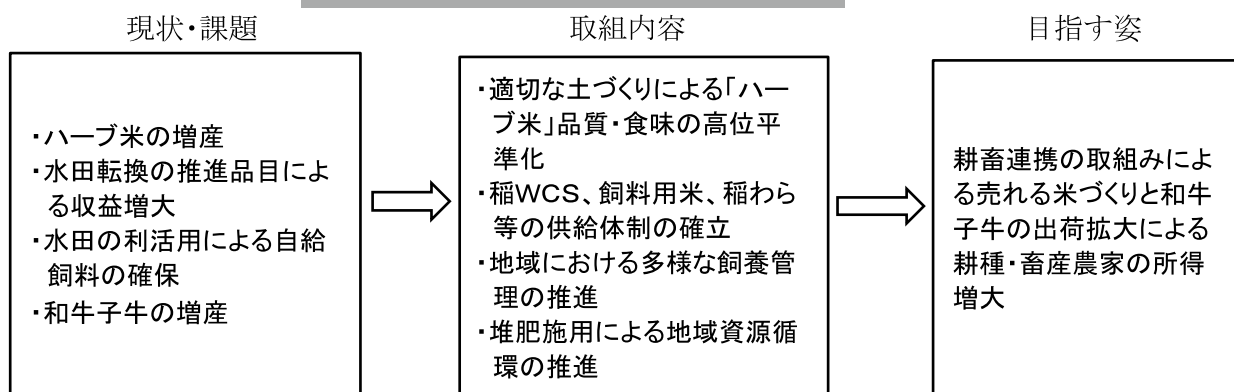 現状・課題
・ハーブ米の増産
・水田転換の推進品目によ
る収益増大
・水田の利活用による自給
飼料の確保
・和牛子牛の増産
取組内容
・適切な土づくりによる「ハー
ブ米」品質・食味の高位平
準化
・稲WCS、飼料用米、稲わら
等の供給体制の確立
・地域における多様な飼養管
理の推進
・堆肥施用による地域資源循
環の推進
目指す姿
耕畜連携の取組みによ
る売れる米づくりと和牛
子牛の出荷拡大による
耕種・畜産農家の所得
増大